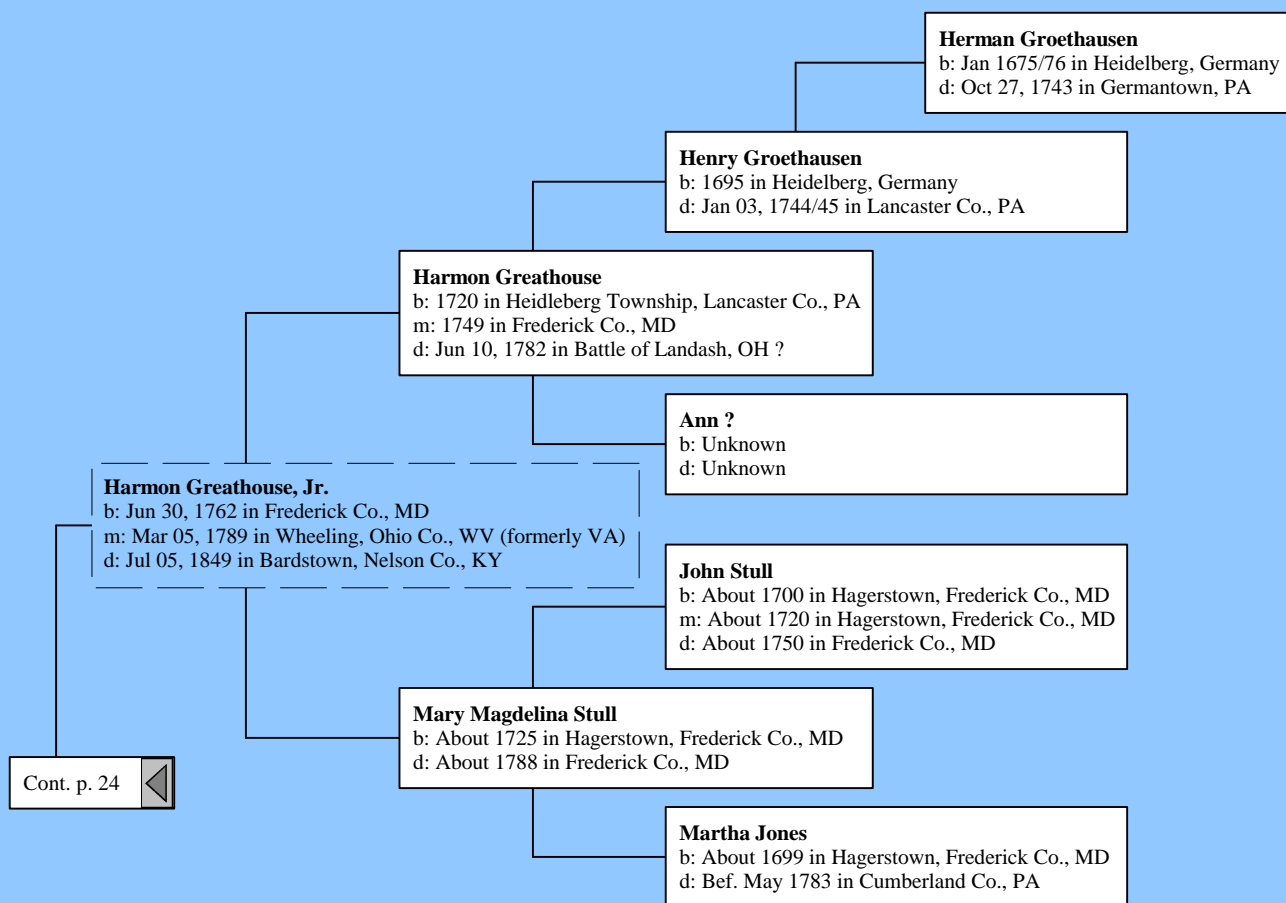 Herman Groethausen
b: Jan 1675/76 in Heidelberg, Germany
d: Oct 27, 1743 in Germantown, PA
Henry Groethausen
b: 1695 in Heidelberg, Germany
d: Jan 03, 1744/45 in Lancaster Co., PA
Harmon Greathouse
b: 1720 in Heidleberg Township, Lancaster Co., PA
m: 1749 in Frederick Co., MD
d: Jun 10, 1782 in Battle of Landash, OH ?
Ann ?
b: Unknown
d: Unknown
Harmon Greathouse, Jr.
b: Jun 30, 1762 in Frederick Co., MD
m: Mar 05, 1789 in Wheeling, Ohio Co., WV (formerly VA)
d: Jul 05, 1849 in Bardstown, Nelson Co., KY
John Stull
b: About 1700 in Hagerstown, Frederick Co., MD
m: About 1720 in Hagerstown, Frederick Co., MD
d: About 1750 in Frederick Co., MD
Mary Magdelina Stull
b: About 1725 in Hagerstown, Frederick Co., MD
d: About 1788 in Frederick Co., MD
Cont. p. 24
Martha Jones
b: About 1699 in Hagerstown, Frederick Co., MD
d: Bef. May 1783 in Cumberland Co., PA